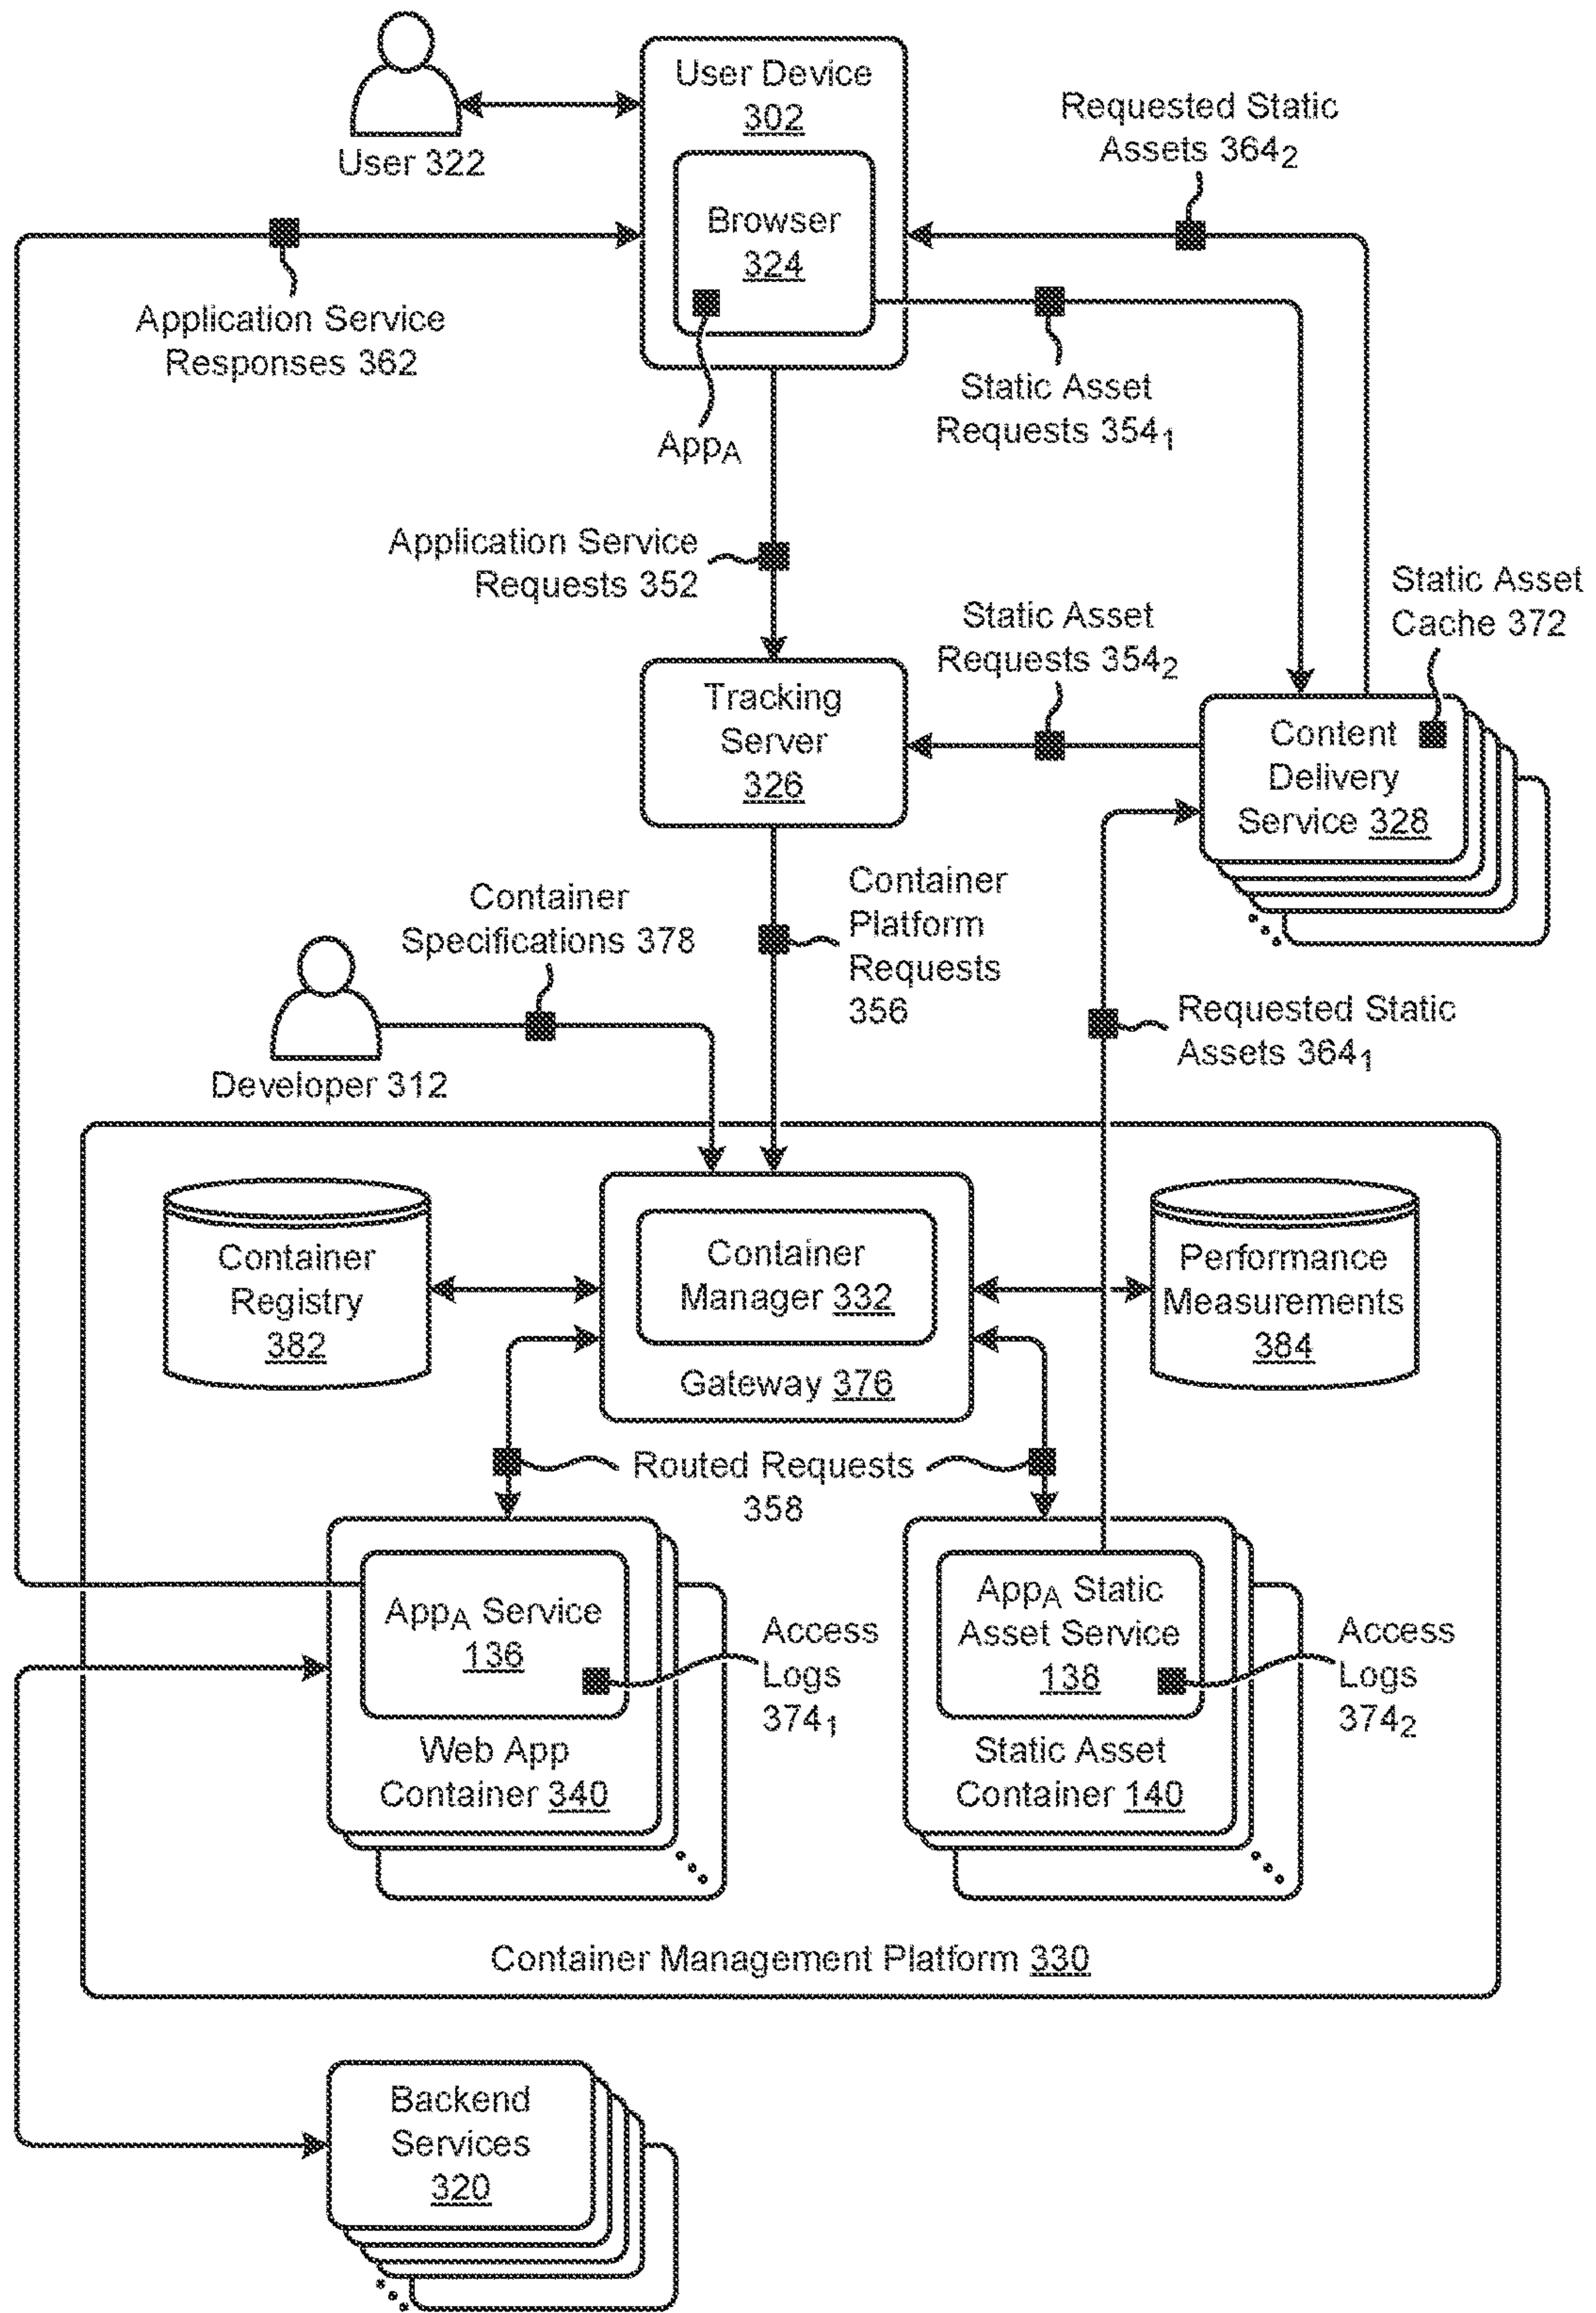 User Device
302
User 322
Requested Static
Assets 364₂
Browser
324
Application Service
Responses 362
App_A
Static Asset
Requests 354₁
Application Service
Requests 352
Static Asset
Cache 372
Static Asset
Requests 354₂
Tracking
Server
326
Content
Delivery
Service 328
Container
Specifications 378
Container
Platform
Requests
356
Developer 312
Requested Static
Assets 364₁
Container
Registry
382
Container
Manager 332
Gateway 376
Performance
Measurements
384
Routed Requests
358
App_A Service
136
Access
Logs
374₁
Web App
Container 340
App_A Static
Asset Service
138
Access
Logs
374₂
Static Asset
Container 140
Container Management Platform 330
Backend
Services
320